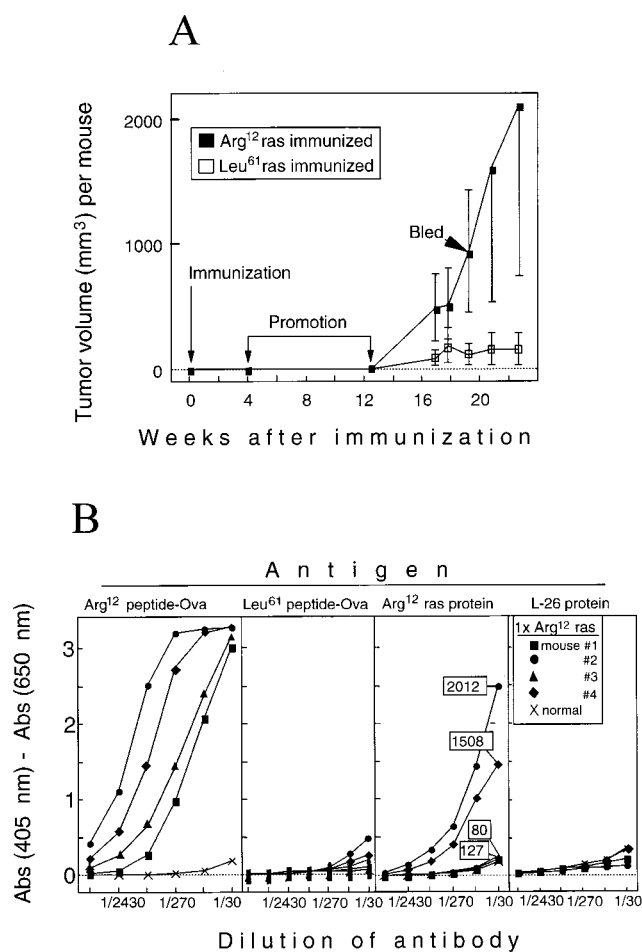 A
Tumor volume (mm³) per mouse
2000
1000
0
Arg¹² ras immunized
Leu⁶¹ ras immunized
Bled
Immunization
Promotion
0 4 8 12 16 20
Weeks after immunization
B
Antigen
Arg¹² peptide-Ova Leu⁶¹ peptide-Ova Arg¹² ras protein L-26 protein
Abs (405 nm) - Abs (650 nm)
3
2
1
0
1x Arg¹² ras
mouse #1
#2
#3
#4
normal
2012
1508
80
127
1/2430 1/270 1/30 1/2430 1/270 1/30 1/2430 1/270 1/30 1/2430 1/270 1/30
Dilution of antibody